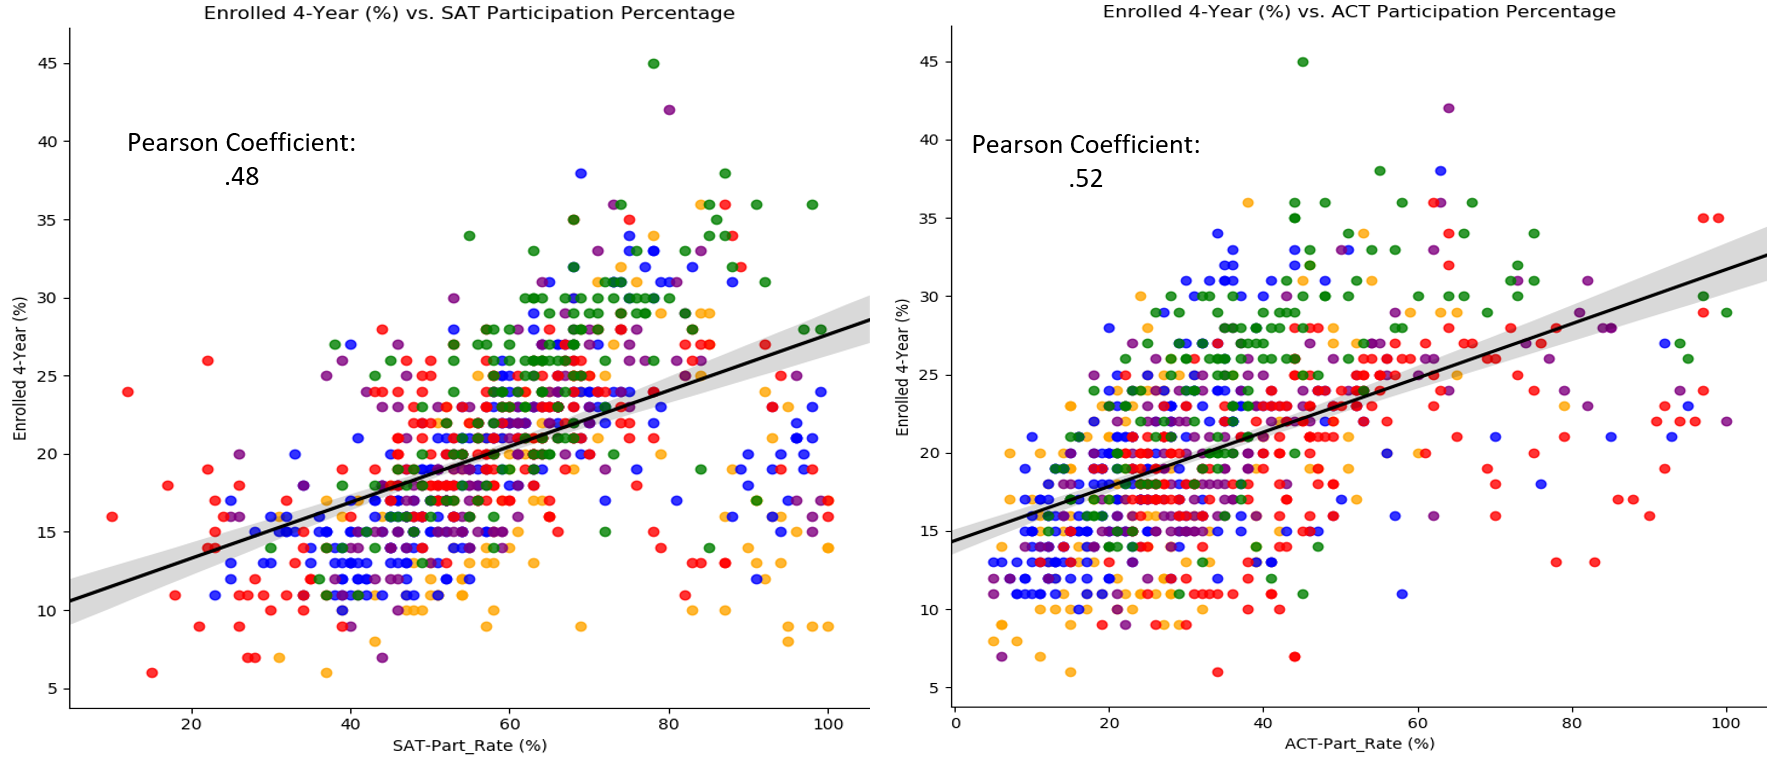 Enrolled 4-Year (%) vs. SAT Participation Percentage
45
40
35
30
25
20
15
10
5
Enrolled 4-Year (%)
Pearson Coefficient:
.48
20 40 60 80 100
SAT-Part_Rate (%)
Enrolled 4-Year (%) vs. ACT Participation Percentage
45
40
35
30
25
20
15
10
5
Enrolled 4-Year (%)
Pearson Coefficient:
.52
0 20 40 60 80 100
ACT-Part_Rate (%)